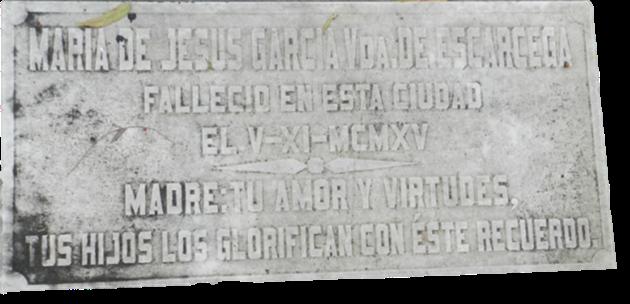 MARIA DE JESUS GARCIA VDA. DE ESCARCEGA
FALLECIO EN ESTA CIUDAD
EL V-XI-MCMXV
MADRE: TU AMOR Y VIRTUDES,
TUS HIJOS LOS GLORIFICAN CON ÉSTE RECUERDO.